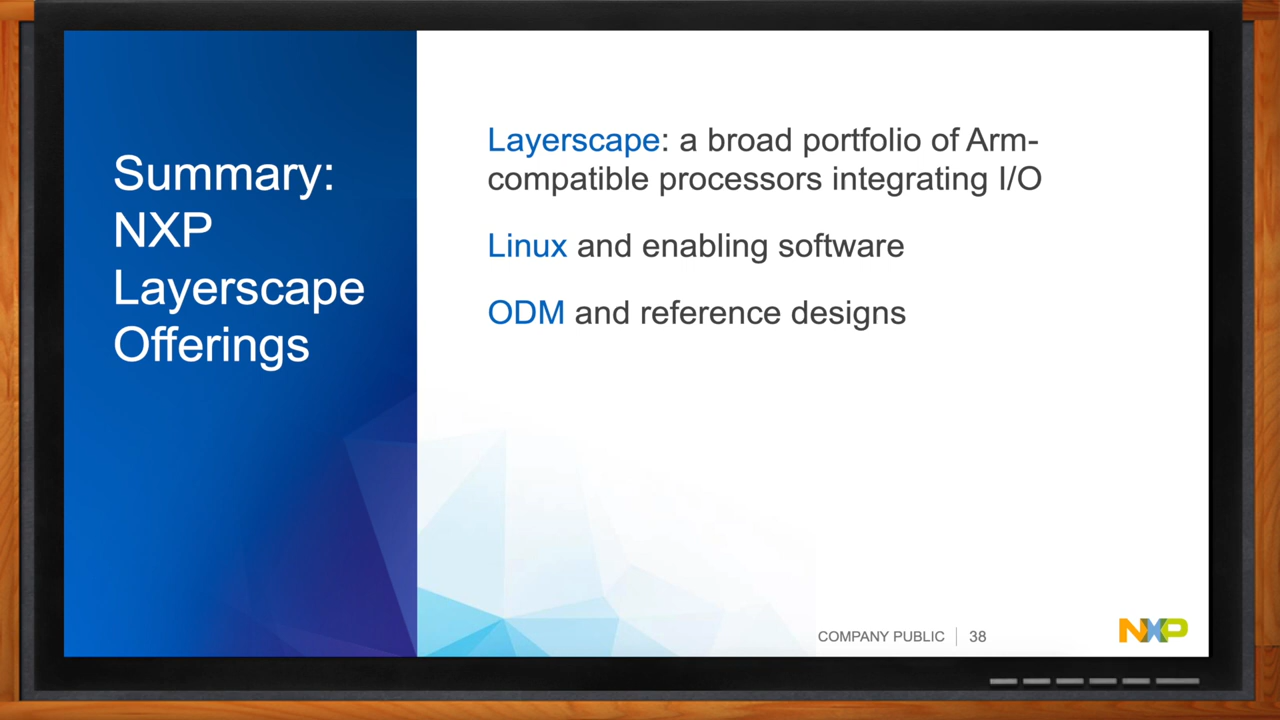 Summary:
NXP
Layerscape
Offerings
Layerscape: a broad portfolio of Arm-
compatible processors integrating I/O
Linux and enabling software
ODM and reference designs
COMPANY PUBLIC | 38
NXP